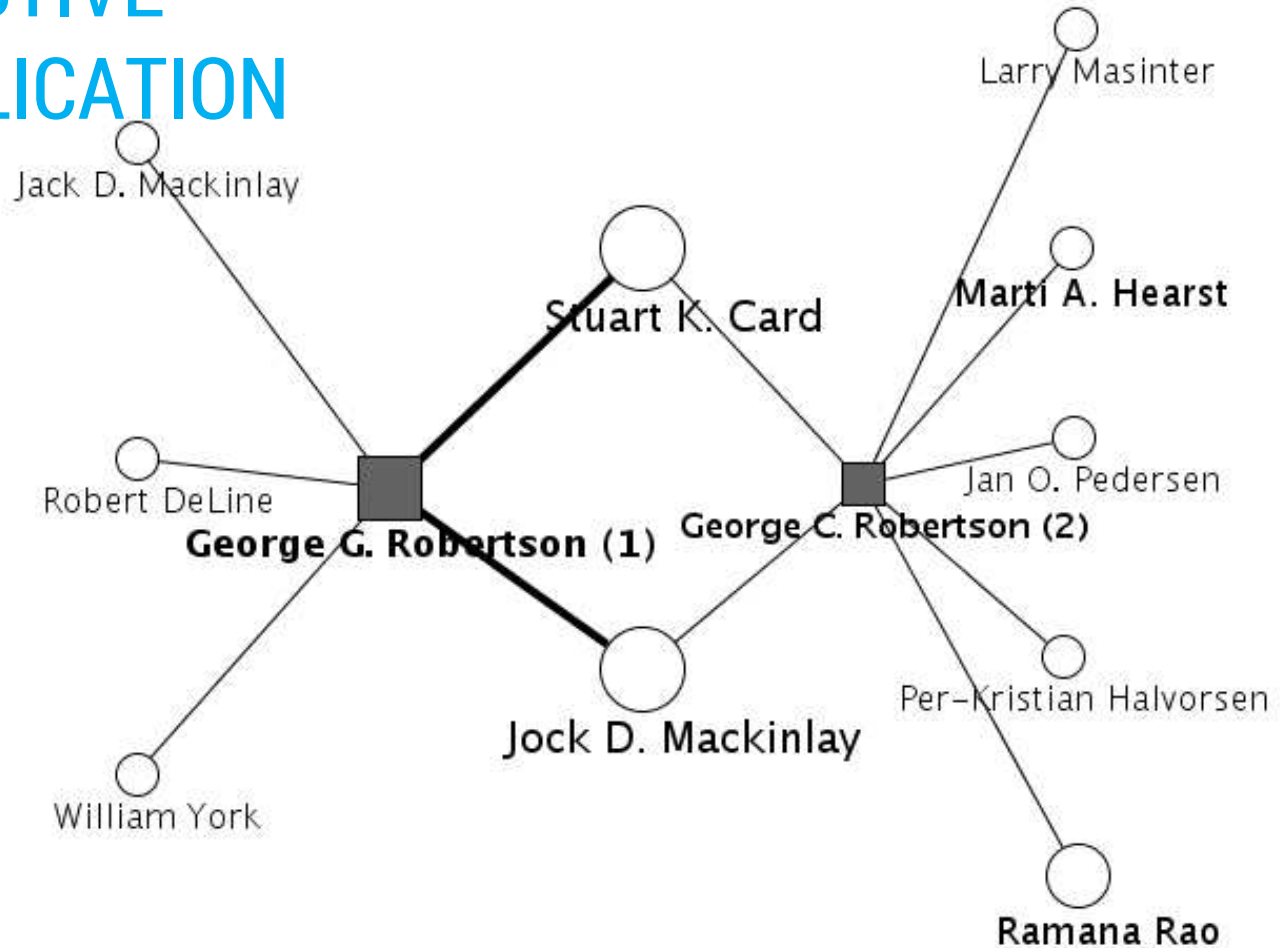 LICATION
Larry Masinter
Jack D. Mackinlay
Marti A. Hearst
Stuart K. Card
Jan O. Pedersen
Robert DeLine
George C. Robertson (2)
George G. Robertson (1)
Per-Kristian Halvorsen
Jock D. Mackinlay
William York
Ramana Rao